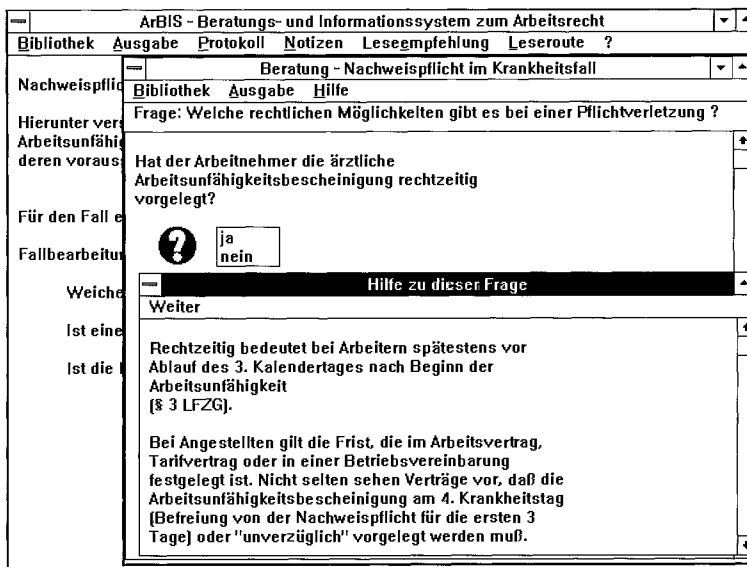 ArBIS - Beratungs- und Informationssystem zum Arbeitsrecht
Bibliothek Ausgabe Protokoll Notizen Leseempfehlung Leseroute ?
Nachweispflic
Hierunter vers
Arbeitsunfähig
deren voraus
Für den Fall e
Fallbearbeitu
Weiche
Ist eine
Ist die
Beratung - Nachweispflicht im Krankheitsfall
Bibliothek Ausgabe Hilfe
Frage: Welche rechtlichen Möglichkeiten gibt es bei einer Pflichtverletzung ?
Hat der Arbeitnehmer die ärztliche
Arbeitsunfähigkeitsbescheinigung rechtzeitig
vorgelegt?
?
ja
nein
Hilfe zu dieser Frage
Weiter
Rechtzeitig bedeutet bei Arbeitern spätestens vor
Ablauf des 3. Kalendertages nach Beginn der
Arbeitsunfähigkeit
(§ 3 LFZG).
Bei Angestellten gilt die Frist, die im Arbeitsvertrag,
Tarifvertrag oder in einer Betriebsvereinbarung
festgelegt ist. Nicht selten sehen Verträge vor, daß die
Arbeitsunfähigkeitsbescheinigung am 4. Krankheitstag
(Befreiung von der Nachweispflicht für die ersten 3
Tage) oder "unverzüglich" vorgelegt werden muß.